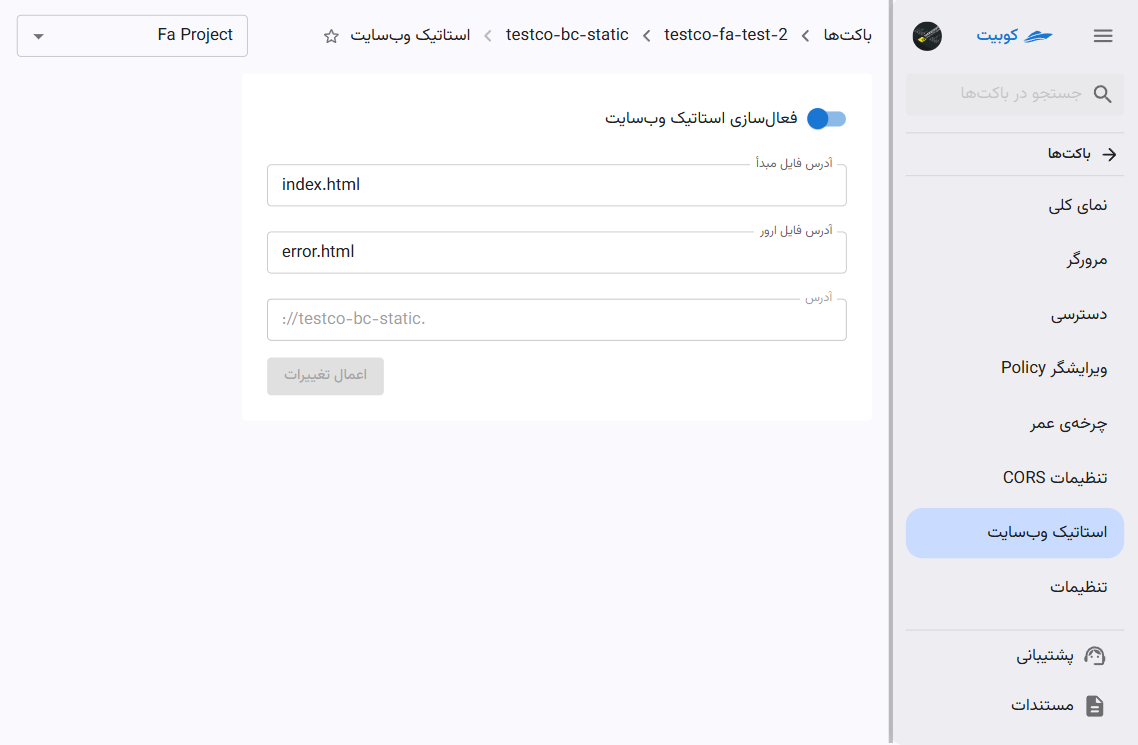 کوبیت
جستجو در باکت‌ها
باکت‌ها
نمای کلی
مرورگر
دسترسی
ویرایشگر Policy
چرخه‌ی عمر
تنظیمات CORS
استاتیک وب‌سایت
تنظیمات
پشتیبانی
مستندات
باکت‌ها
testco-fa-test-2
testco-bc-static
استاتیک وب‌سایت
Fa Project
فعال‌سازی استاتیک وب‌سایت
آدرس فایل مبدأ
index.html
آدرس فایل ارور
error.html
آدرس
://testco-bc-static.
اعمال تغییرات